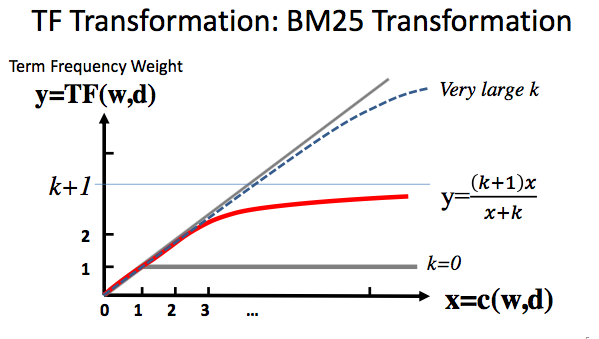 TF Transformation: BM25 Transformation
Term Frequency Weight
y=TF(w,d)
Very large k
k+1
y=(k+1)x
x+k
2
1
k=0
0 1 2 3 ...
x=c(w,d)